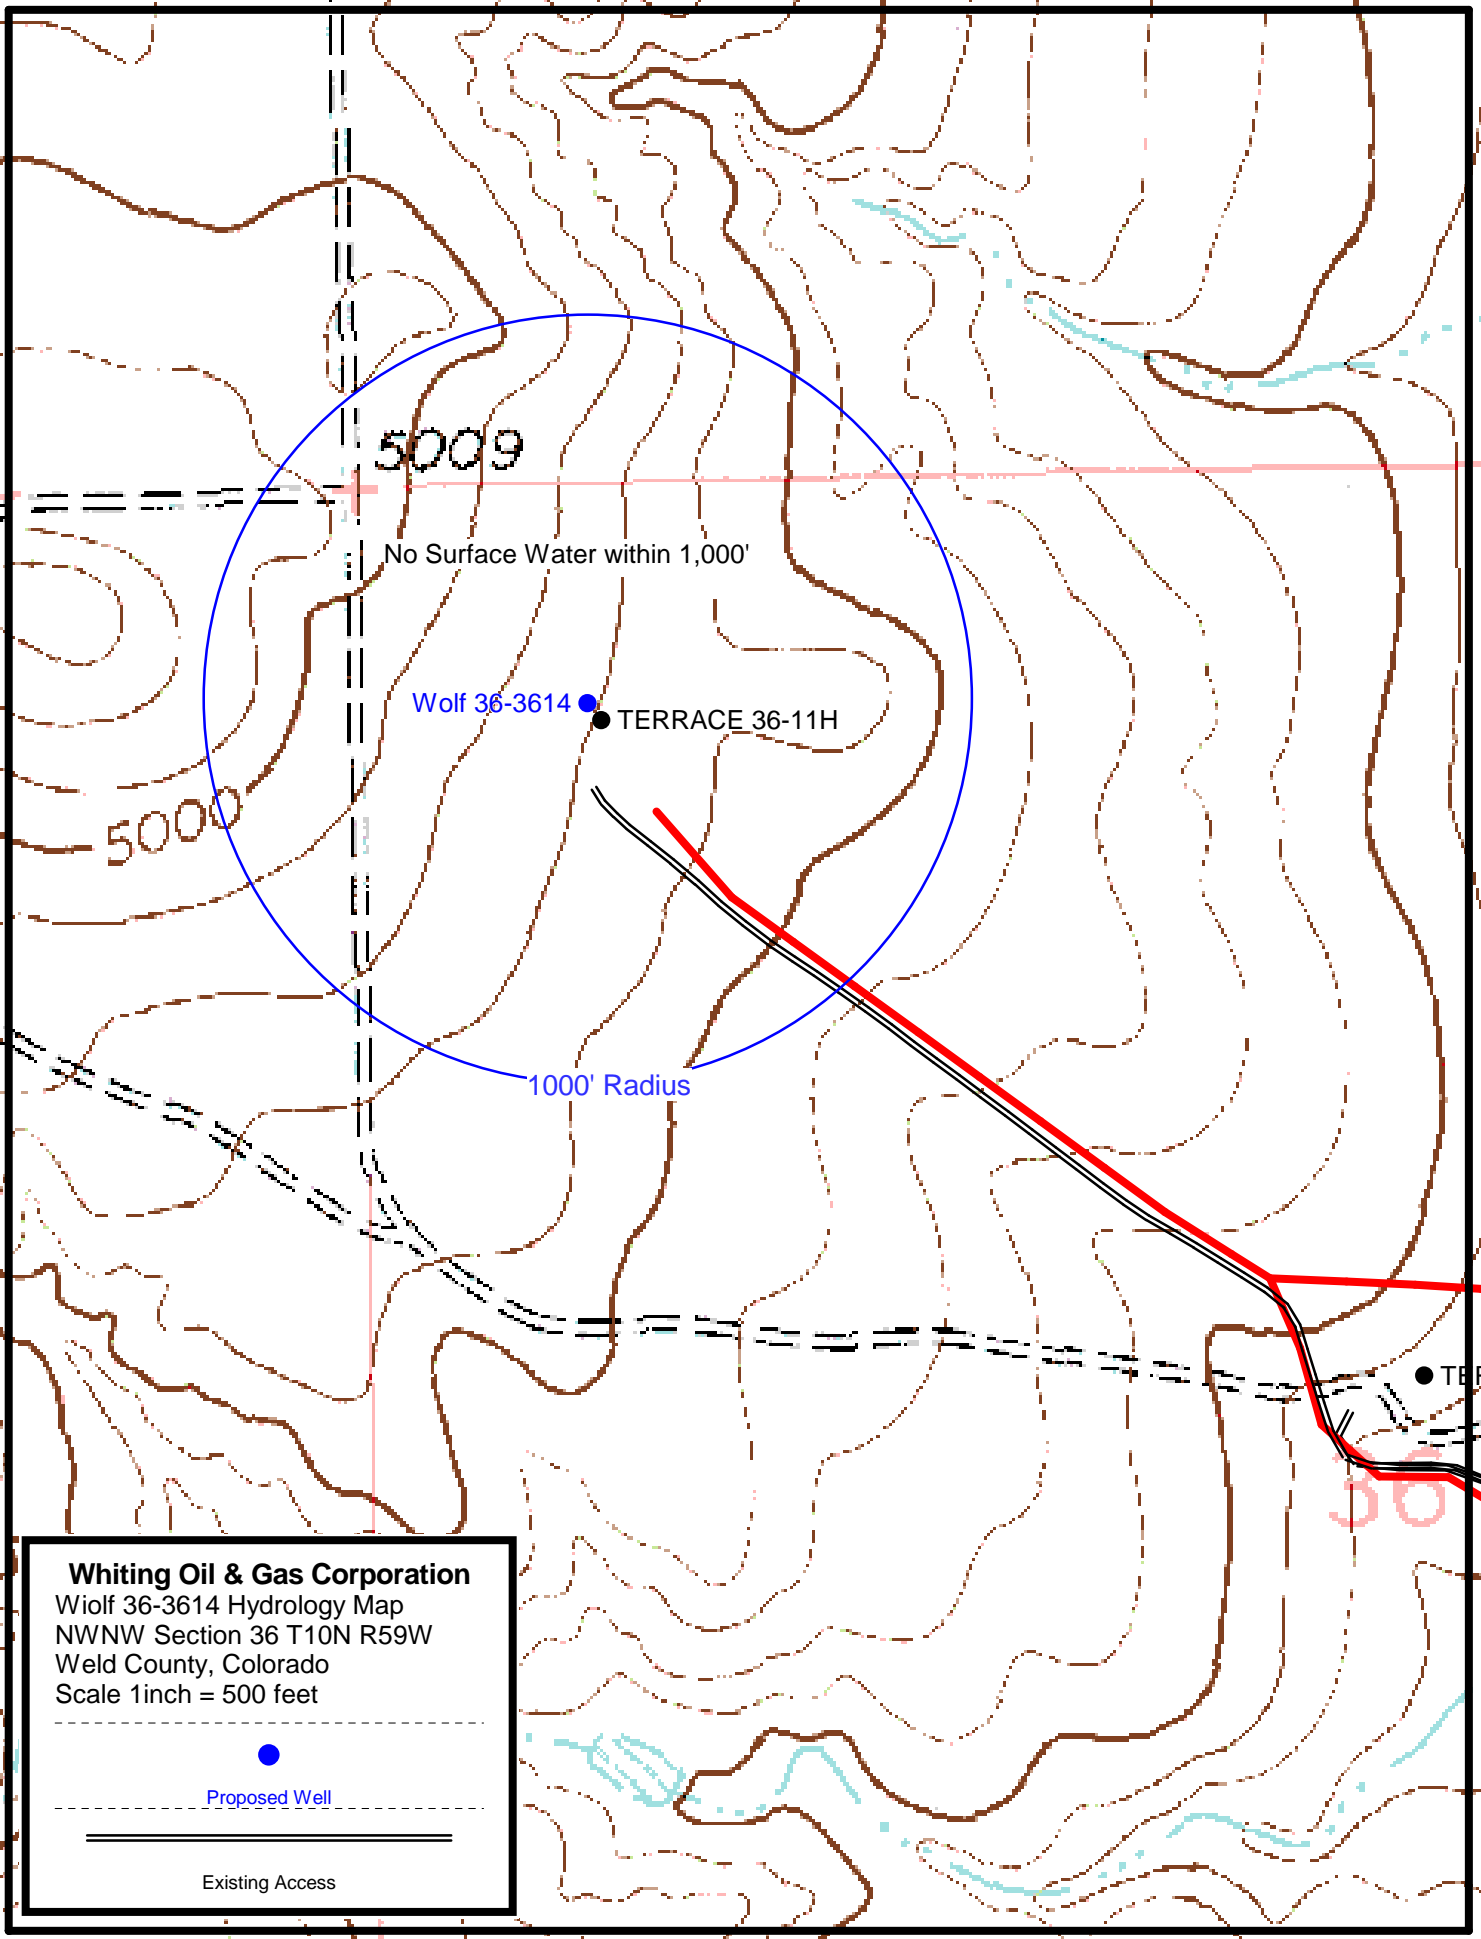 5009
No Surface Water within 1,000'
Wolf 36-3614
TERRACE 36-11H
5000
1000' Radius
TER
36
Whiting Oil & Gas Corporation
Wiolf 36-3614 Hydrology Map
NWNW Section 36 T10N R59W
Weld County, Colorado
Scale 1inch = 500 feet
Proposed Well
Existing Access